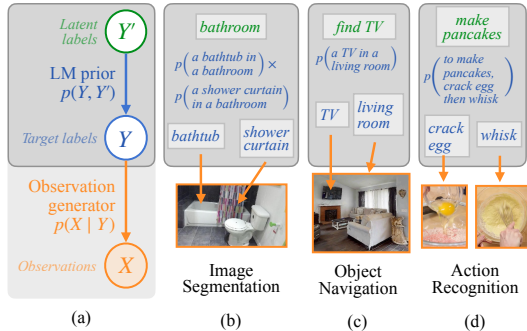 Latent labels
Y′
LM prior
p(Y, Y′)
Target labels
Y
Observation generator
p(X | Y)
Observations
X
(a)
bathroom
p(a bathtub in a bathroom) ×
p(a shower curtain in a bathroom)
bathtub
shower curtain
Image
Segmentation
(b)
find TV
p(a TV in a living room)
TV
living room
Object
Navigation
(c)
make
pancakes
p(to make pancakes, crack egg then whisk)
crack egg
whisk
Action
Recognition
(d)